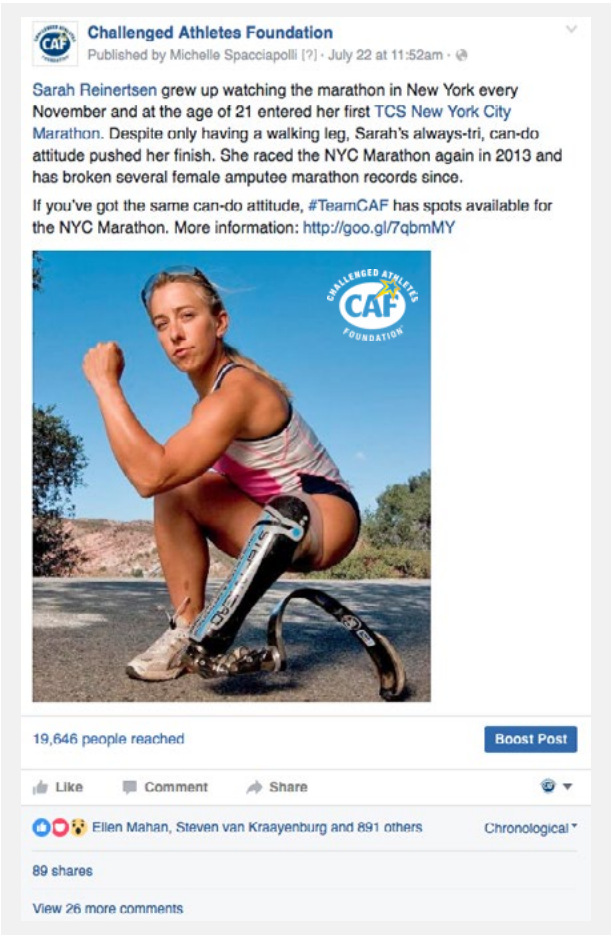 Challenged Athletes Foundation
Published by Michelle Spacciapolli [?] · July 22 at 11:52am ·
Sarah Reinertsen grew up watching the marathon in New York every
November and at the age of 21 entered her first TCS New York City
Marathon. Despite only having a walking leg, Sarah's always-tri, can-do
attitude pushed her finish. She raced the NYC Marathon again in 2013 and
has broken several female amputee marathon records since.
If you've got the same can-do attitude, #TeamCAF has spots available for
the NYC Marathon. More information: http://goo.gl/7qbmMY
CHALLENGED ATHLETES
CAF
FOUNDATION
19,646 people reached
Boost Post
Like Comment Share
Ellen Mahan, Steven van Kraayenburg and 891 others
Chronological
89 shares
View 26 more comments